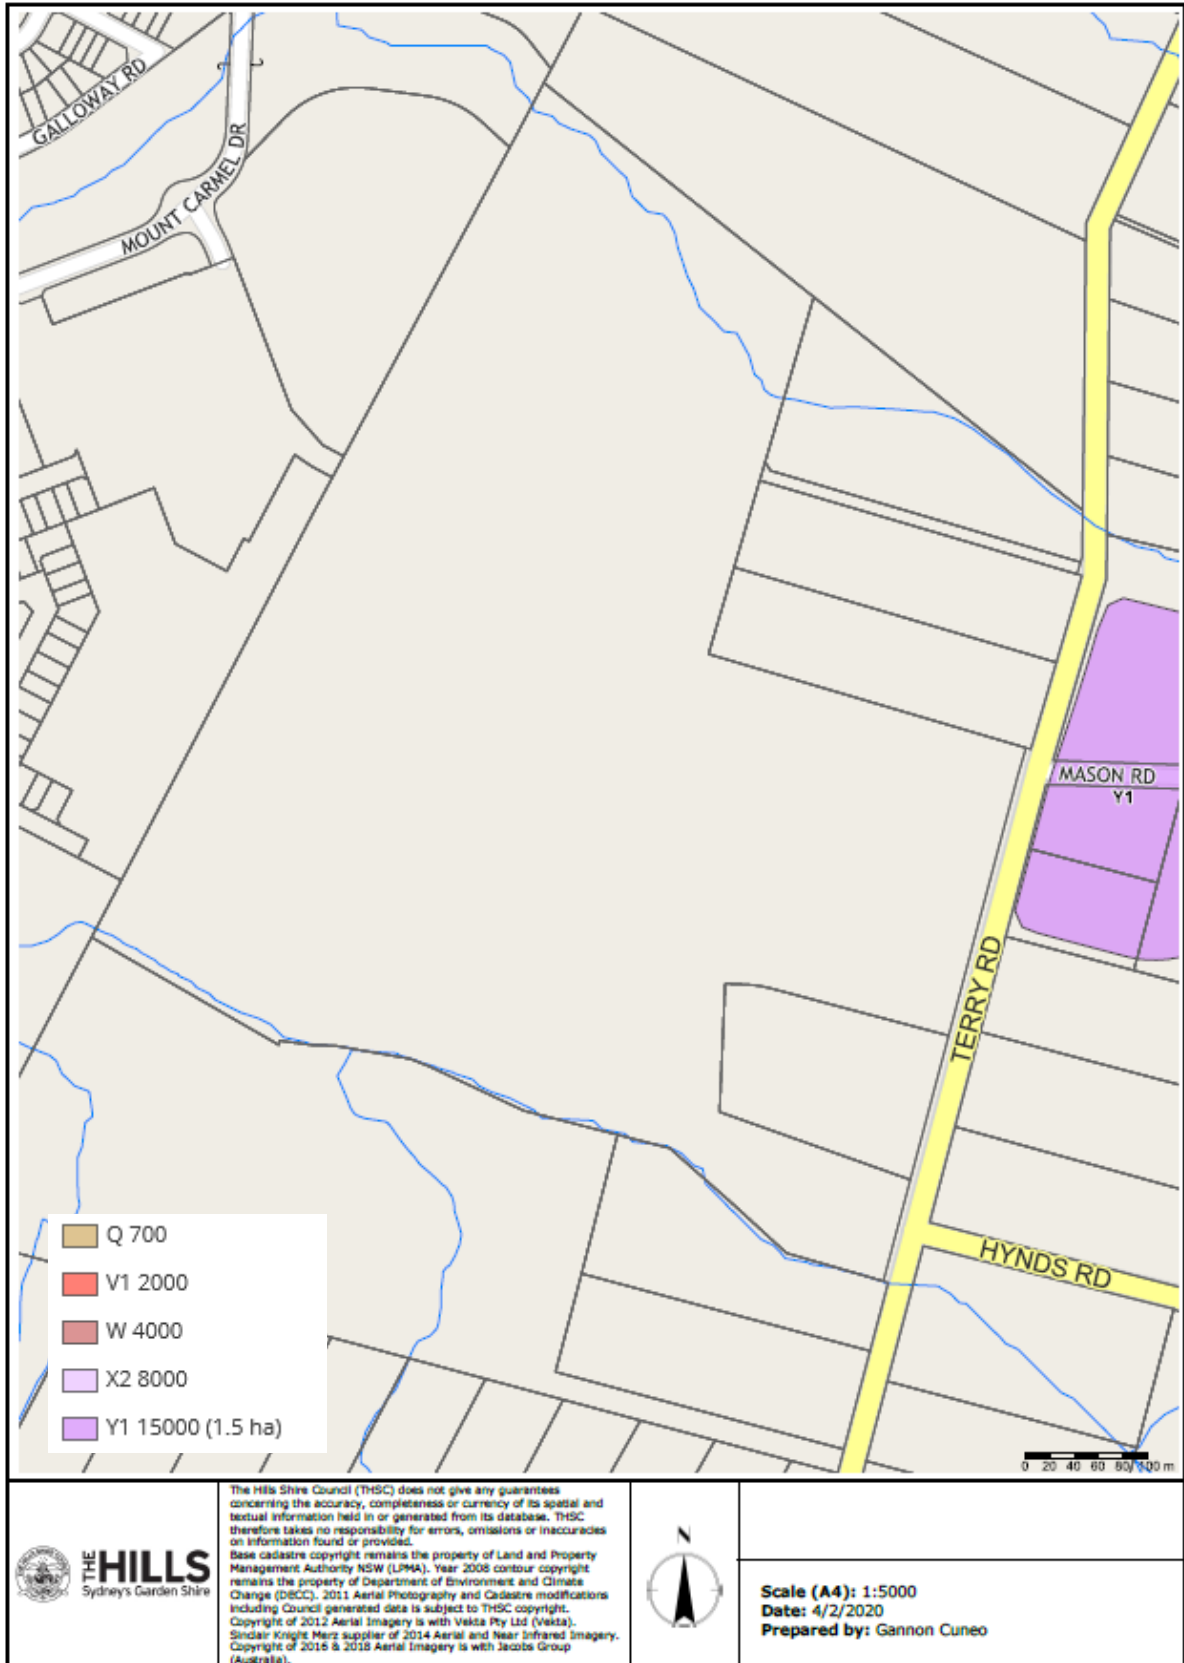 GALLOWAY RD
MOUNT CARMEL DR
MASON RD
Y1
TERRY RD
HYNDS RD
Q 700
V1 2000
W 4000
X2 8000
Y1 15000 (1.5 ha)
0 20 40 60 80 100 m
THE HILLS
Sydney's Garden Shire
The Hills Shire Council (THSC) does not give any guarantees
concerning the accuracy, completeness or currency of its spatial and
textual information held in or generated from its database. THSC
therefore takes no responsibility for errors, omissions or inaccuracies
on information found or provided.
Base cadastre copyright remains the property of Land and Property
Management Authority NSW (LPMA). Year 2008 contour copyright
remains the property of Department of Environment and Climate
Change (DECC). 2011 Aerial Photography and Cadastre modifications
including Council generated data is subject to THSC copyright.
Copyright of 2012 Aerial Imagery is with Vekta Pty Ltd (Vekta).
Sinclair Knight Merz supplier of 2014 Aerial and Near Infrared Imagery.
Copyright of 2016 & 2018 Aerial Imagery is with Jacobs Group
(Australia).
N
Scale (A4): 1:5000
Date: 4/2/2020
Prepared by: Gannon Cuneo